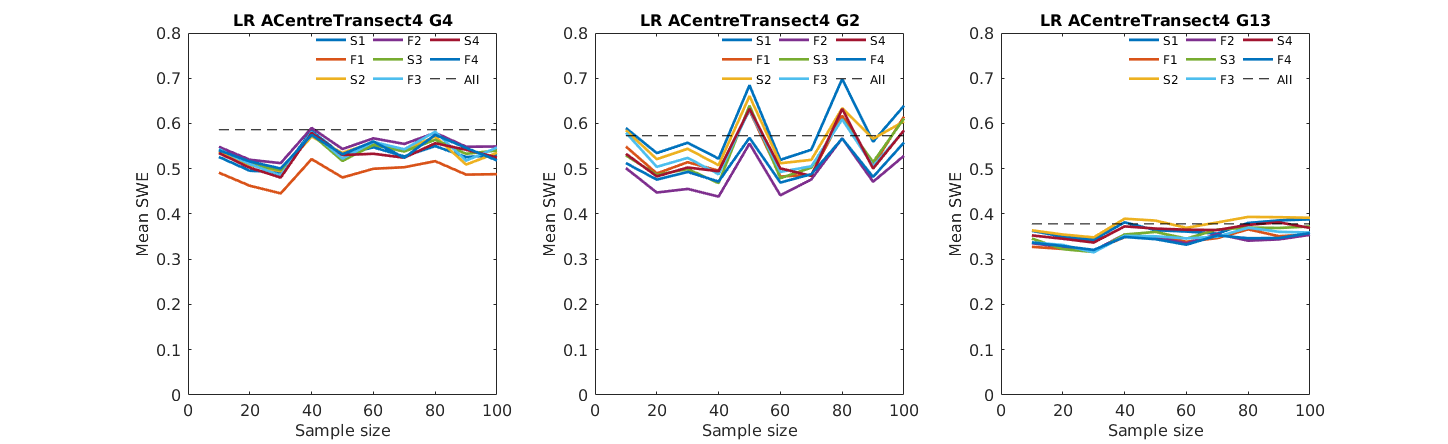 LR ACentreTransect4 G4
0.8
0.7
0.6
0.5
0.4
0.3
0.2
0.1
0
Mean SWE
S1 F2 S4
F1 S3 F4
S2 F3 All
0 20 40 60 80 100
Sample size
LR ACentreTransect4 G2
0.8
0.7
0.6
0.5
0.4
0.3
0.2
0.1
0
Mean SWE
S1 F2 S4
F1 S3 F4
S2 F3 All
0 20 40 60 80 100
Sample size
LR ACentreTransect4 G13
0.8
0.7
0.6
0.5
0.4
0.3
0.2
0.1
0
Mean SWE
S1 F2 S4
F1 S3 F4
S2 F3 All
0 20 40 60 80 100
Sample size